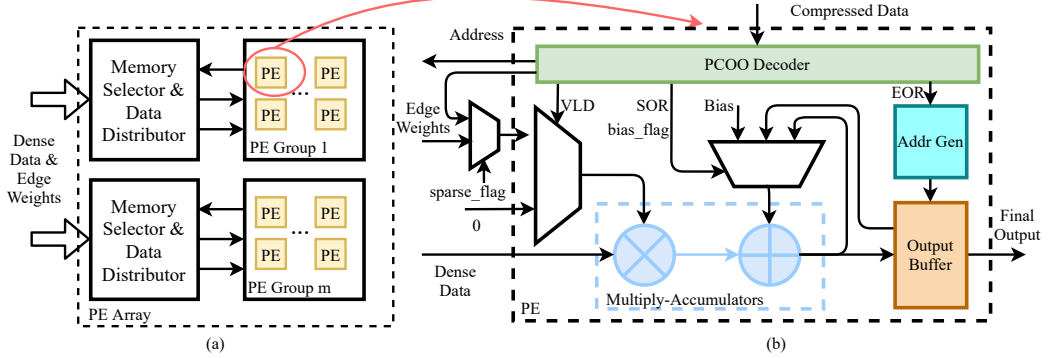 Dense
Data &
Edge
Weights
Memory
Selector &
Data
Distributor
PE
PE
...
PE
PE
PE Group 1
Memory
Selector &
Data
Distributor
PE
PE
...
PE
PE
PE Group m
PE Array
(a)
Compressed Data
Address
PCOO Decoder
Edge
Weights
VLD
SOR
bias_flag
Bias
EOR
Addr Gen
sparse_flag
0
Dense
Data
Multiply-Accumulators
Output
Buffer
Final
Output
PE
(b)